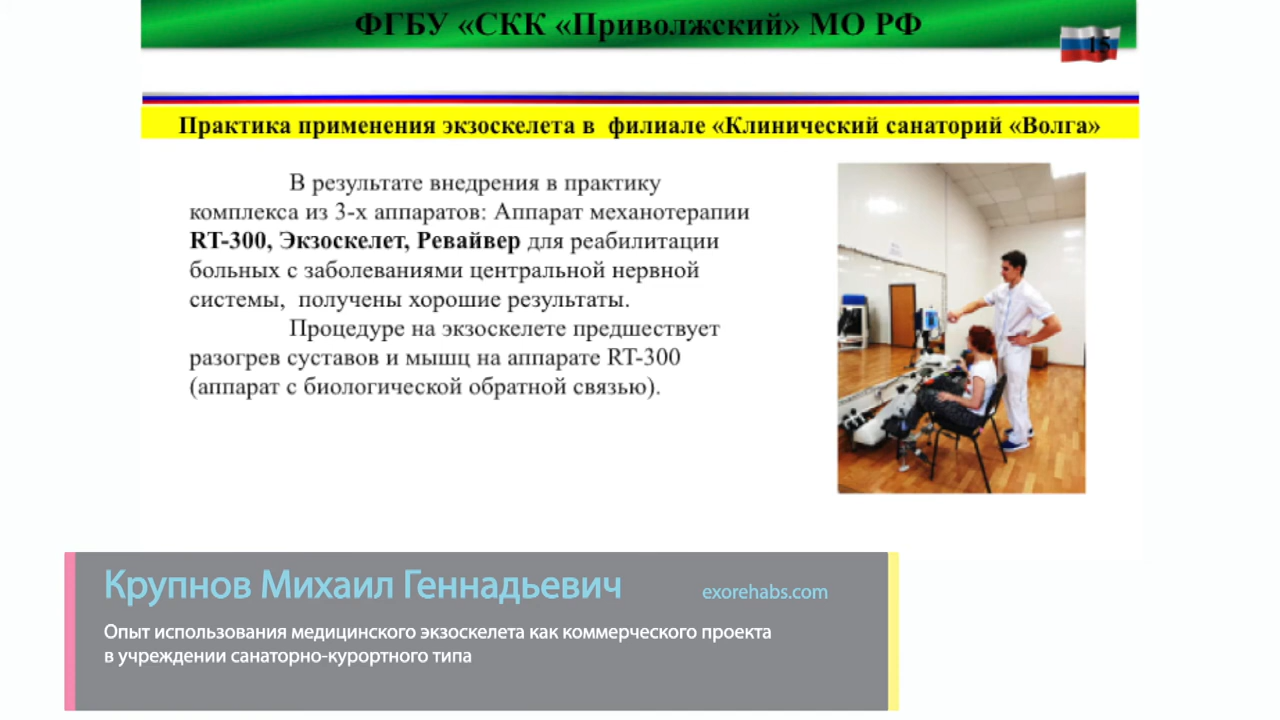 ФГБУ «СКК «Приволжский» МО РФ
15
Практика применения экзоскелета в филиале «Клинический санаторий «Волга»
В результате внедрения в практику
комплекса из 3-х аппаратов: Аппарат механотерапии
RT-300, Экзоскелет, Ревайвер для реабилитации
больных с заболеваниями центральной нервной
системы, получены хорошие результаты.
Процедуре на экзоскелете предшествует
разогрев суставов и мышц на аппарате RT-300
(аппарат с биологической обратной связью).
Крупнов Михаил Геннадьевич
exorehabs.com
Опыт использования медицинского экзоскелета как коммерческого проекта
в учреждении санаторно-курортного типа